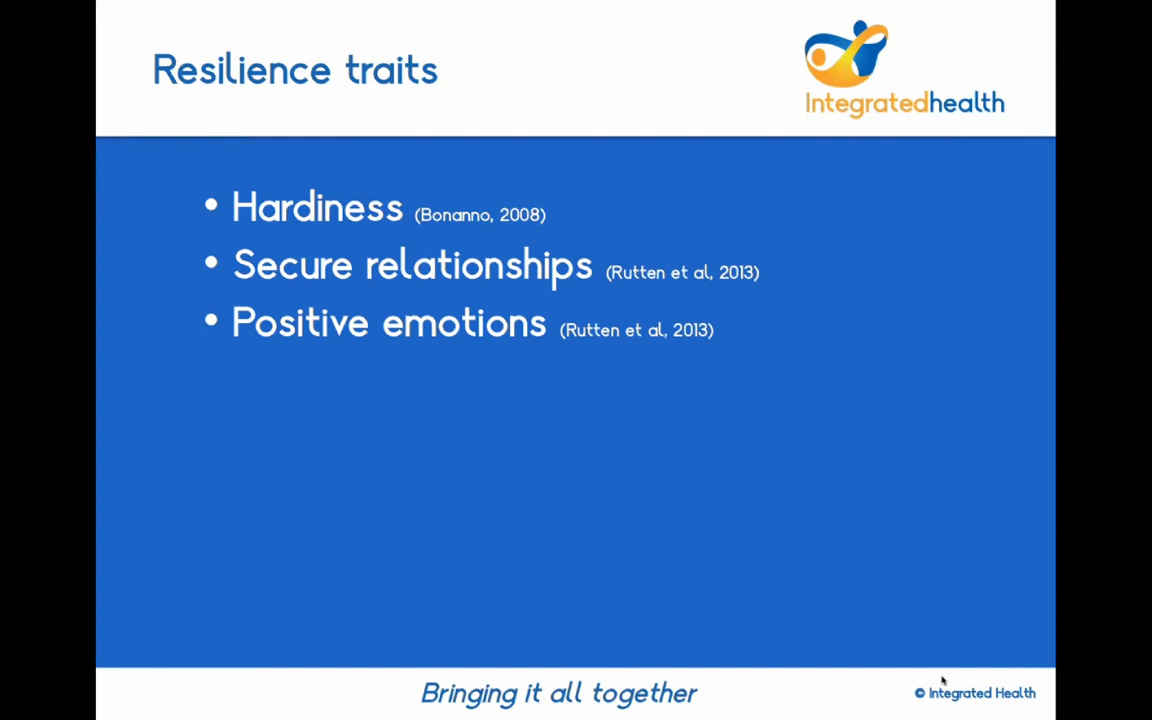 Resilience traits
Integratedhealth
• Hardiness (Bonanno, 2008)
• Secure relationships (Rutten et al, 2013)
• Positive emotions (Rutten et al, 2013)
Bringing it all together
© Integrated Health